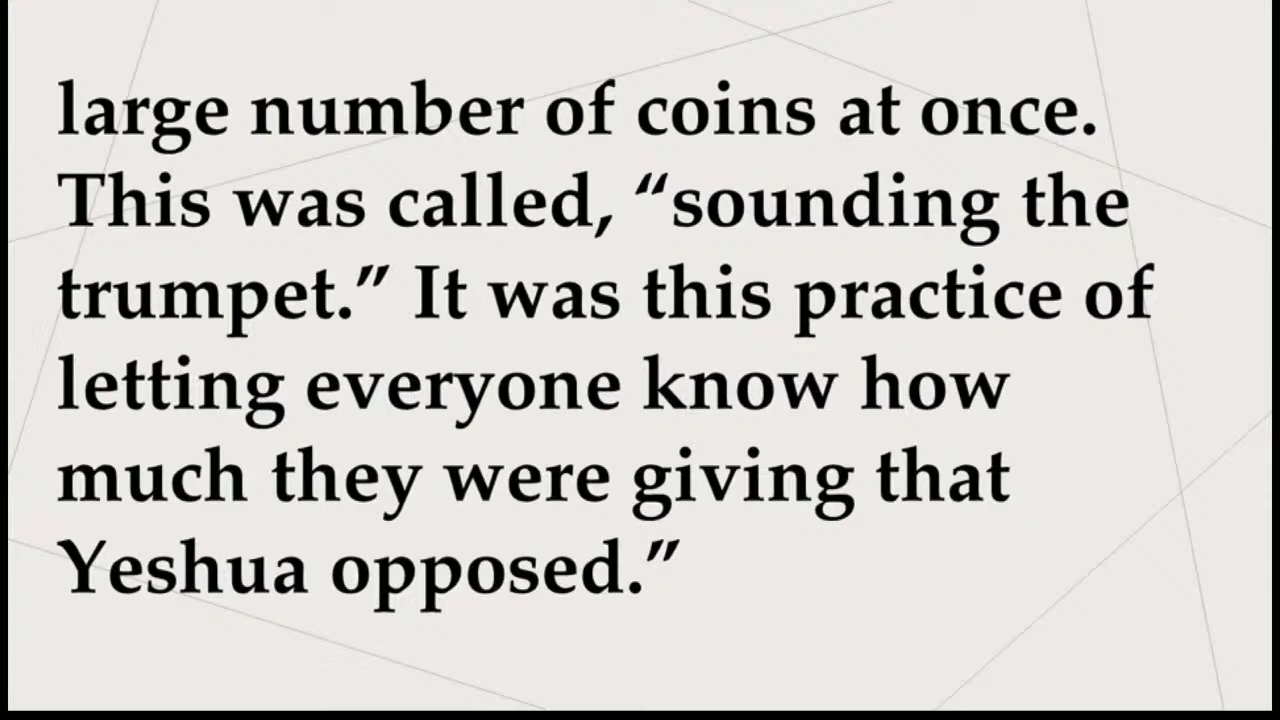 large number of coins at once.
This was called, “sounding the
trumpet.” It was this practice of
letting everyone know how
much they were giving that
Yeshua opposed.”